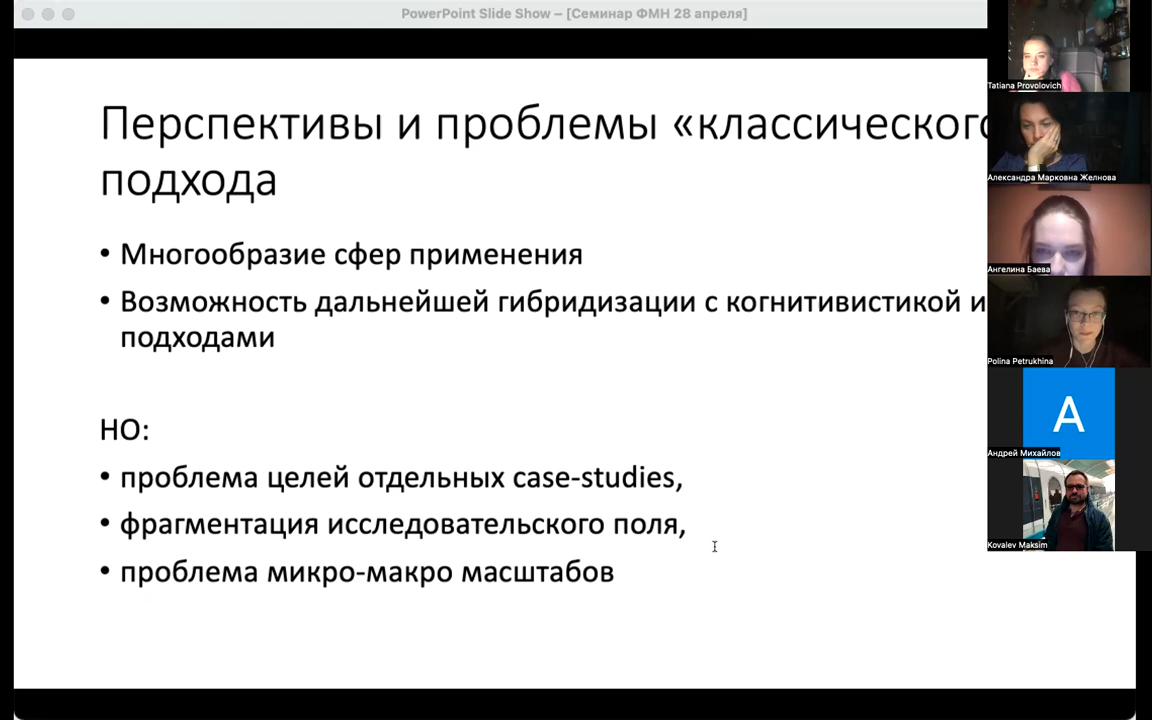 PowerPoint Slide Show – [Семинар ФМН 28 апреля]
Перспективы и проблемы «классического
подхода
• Многообразие сфер применения
• Возможность дальнейшей гибридизации с когнитивистикой и
подходами
НО:
• проблема целей отдельных case-studies,
• фрагментация исследовательского поля,
• проблема микро-макро масштабов
Tatiana Provolovich
Александра Марковна Желнова
Ангелина Баева
Polina Petrukhina
А
Андрей Михайлов
Kovalev Maksim